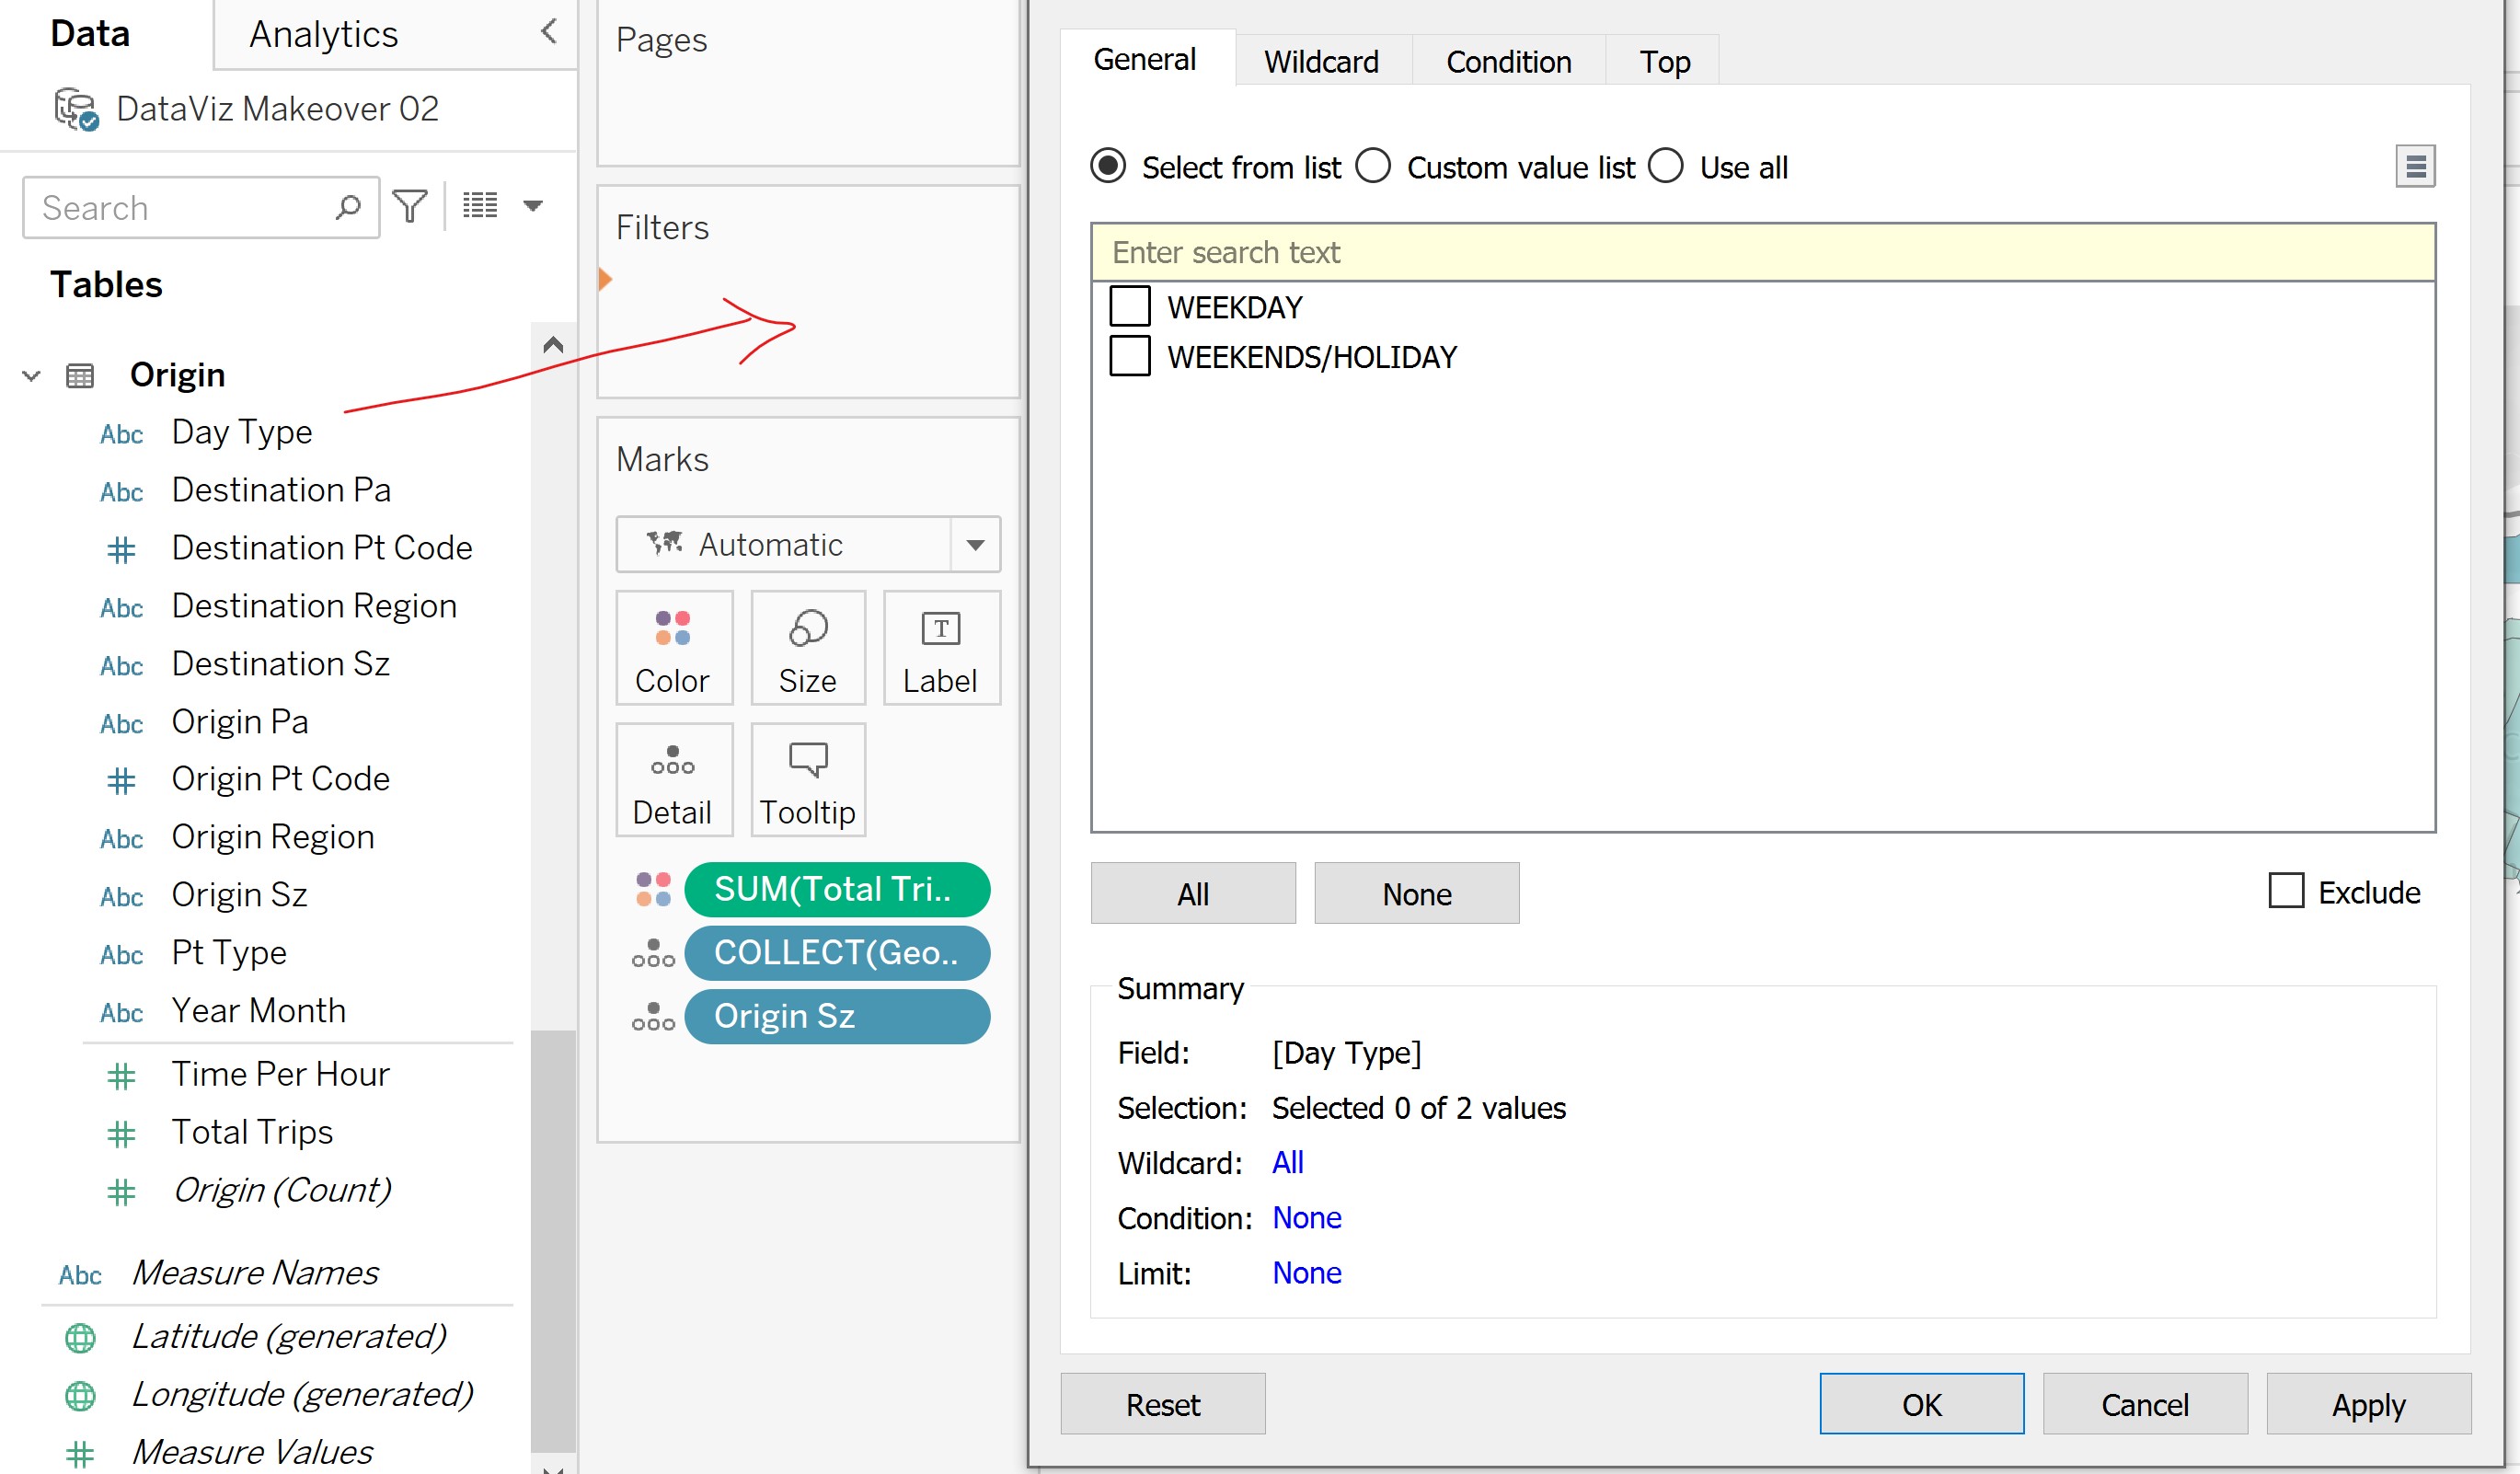 Data
Analytics
DataViz Makeover 02
Search
Tables
Origin
Abc Day Type
Abc Destination Pa
# Destination Pt Code
Abc Destination Region
Abc Destination Sz
Abc Origin Pa
# Origin Pt Code
Abc Origin Region
Abc Origin Sz
Abc Pt Type
Abc Year Month
# Time Per Hour
# Total Trips
# Origin (Count)
Abc Measure Names
Latitude (generated)
Longitude (generated)
# Measure Values
Pages
Filters
Marks
Automatic
Color Size T Label
Detail Tooltip
SUM(Total Tri..
COLLECT(Geo..
Origin Sz
General Wildcard Condition Top
Select from list Custom value list Use all
Enter search text
WEEKDAY
WEEKENDS/HOLIDAY
All None Exclude
Summary
Field: [Day Type]
Selection: Selected 0 of 2 values
Wildcard: All
Condition: None
Limit: None
Reset OK Cancel Apply